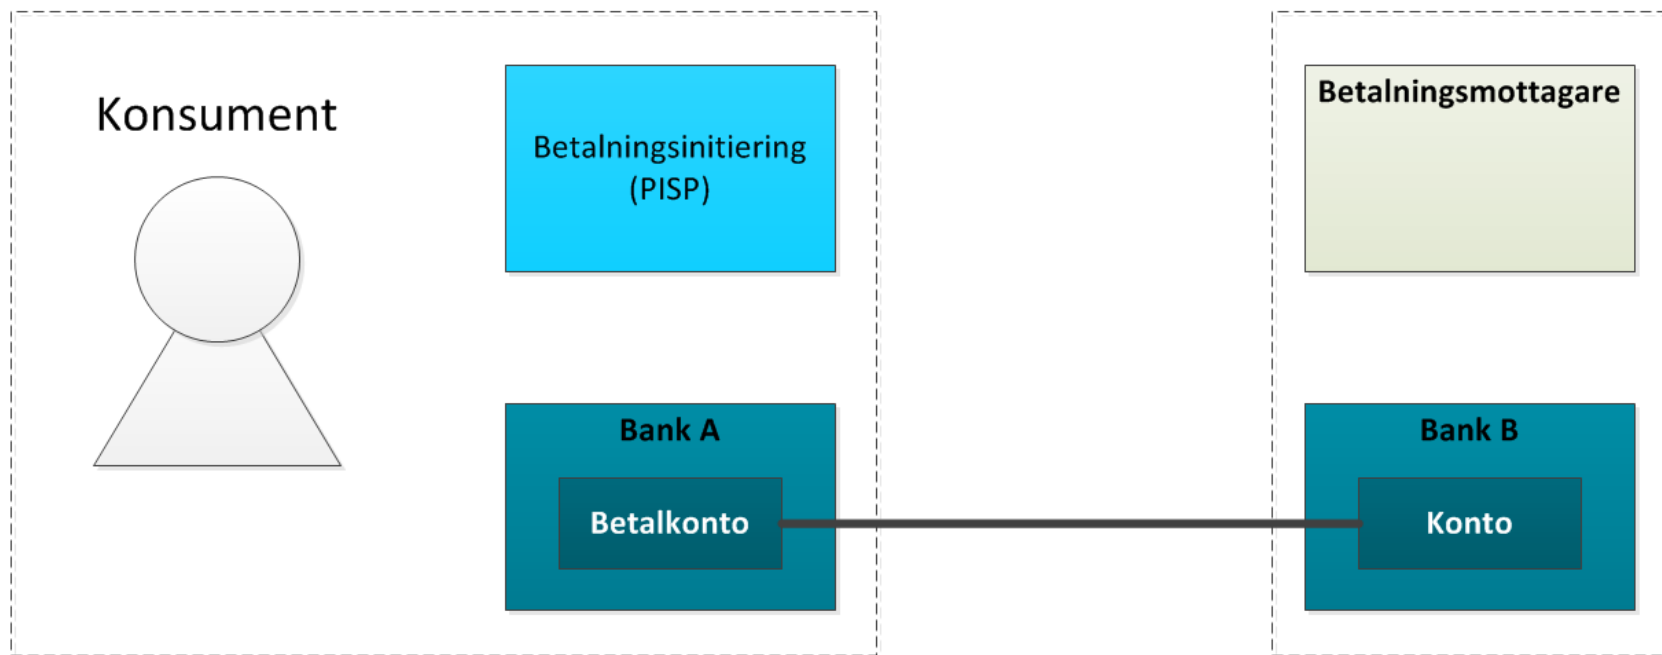 Konsument
Betalningsinitiering
(PISP)
Betalningsmottagare
Bank A
Betalkonto
Bank B
Konto